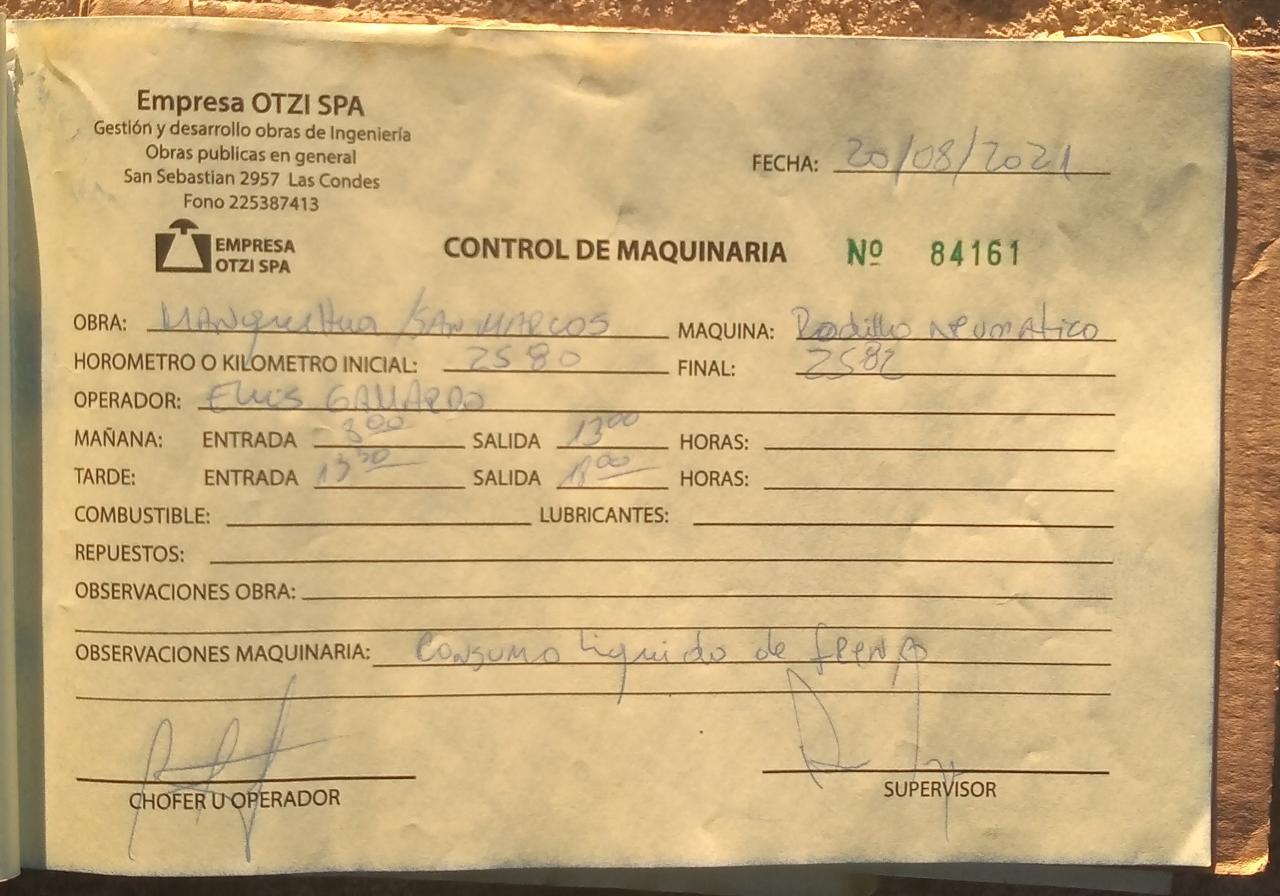 Empresa OTZI SPA
Gestión y desarrollo obras de Ingeniería
Obras publicas en general
San Sebastian 2957 Las Condes
Fono 225387413
FECHA: 20/08/2021
EMPRESA
OTZI SPA
CONTROL DE MAQUINARIA Nº 84161
OBRA: /SAN MARCOS MAQUINA: Rodillo neumatico
HOROMETRO O KILOMETRO INICIAL: 2580 FINAL: 2582
OPERADOR: GALLARDO
MAÑANA: ENTRADA 8 00 SALIDA 13 00 HORAS:
TARDE: ENTRADA 13 30 SALIDA 18 00 HORAS:
COMBUSTIBLE: LUBRICANTES:
REPUESTOS:
OBSERVACIONES OBRA:
OBSERVACIONES MAQUINARIA: Consumo liquido de freno
CHOFER U OPERADOR
SUPERVISOR